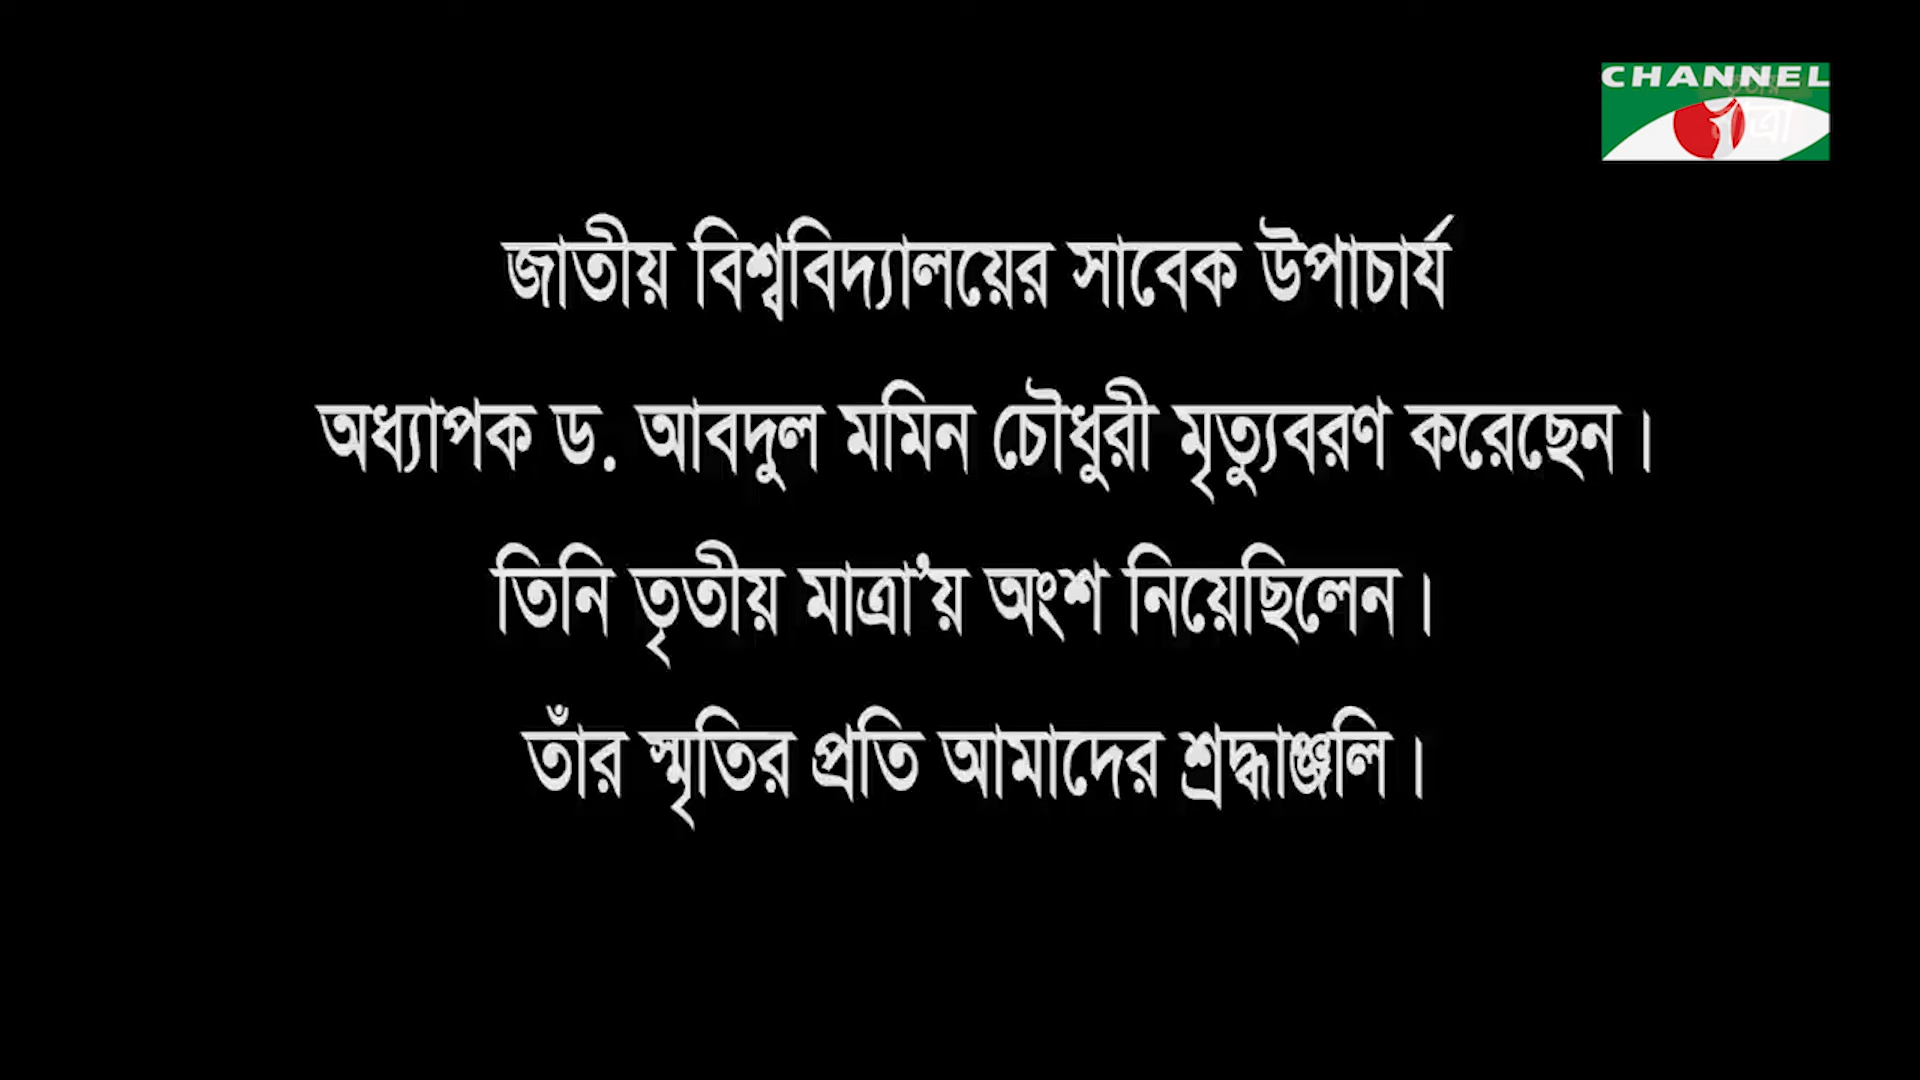 CHANNEL
জাতীয় বিশ্ববিদ্যালয়ের সাবেক উপাচার্য
অধ্যাপক ড. আবদুল মমিন চৌধুরী মৃত্যুবরণ করেছেন।
তিনি তৃতীয় মাত্রা'য় অংশ নিয়েছিলেন।
তাঁর স্মৃতির প্রতি আমাদের শ্রদ্ধাঞ্জলি।